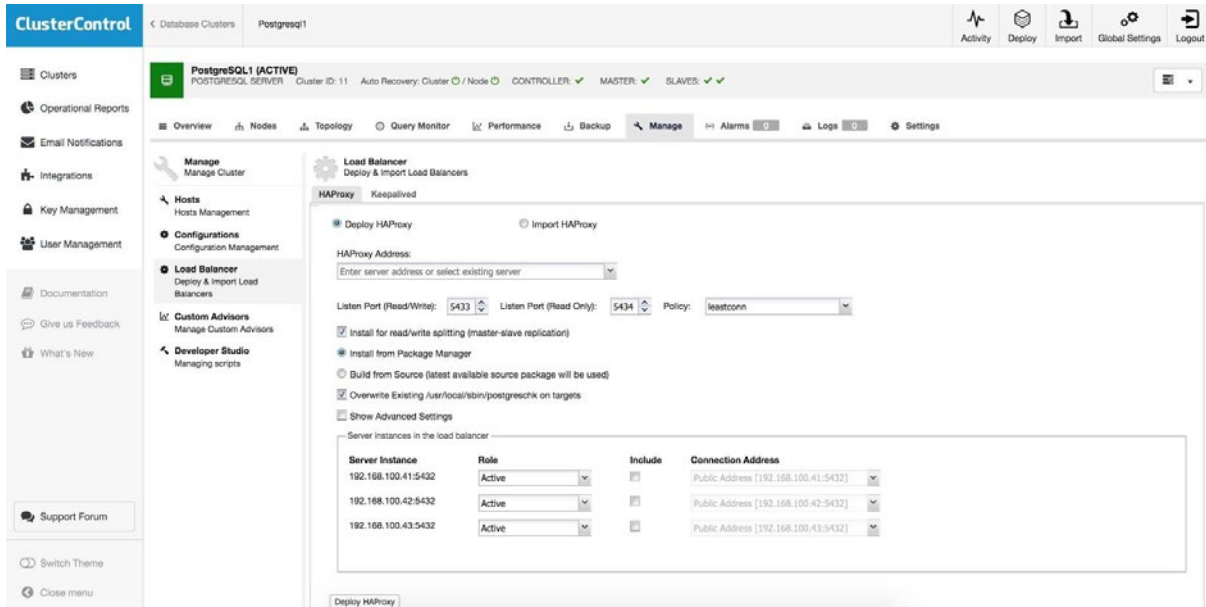 ClusterControl
< Database Clusters Postgresql1
Activity Deploy Import Global Settings Logout
Clusters
Operational Reports
Email Notifications
Integrations
Key Management
User Management
Documentation
Give us Feedback
What's New
Support Forum
Switch Theme
Close menu
PostgreSQL1 (ACTIVE)
POSTGRESQL SERVER Cluster ID: 11 Auto Recovery: Cluster / Node CONTROLLER: ✔ MASTER: ✔ SLAVES: ✔ ✔
Overview Nodes Topology Query Monitor Performance Backup Manage Alarms 0 Logs 0 Settings
Manage
Manage Cluster
Hosts
Hosts Management
Configurations
Configuration Management
Load Balancer
Deploy & Import Load
Balancers
Custom Advisors
Manage Custom Advisors
Developer Studio
Managing scripts
Load Balancer
Deploy & Import Load Balancers
HAProxy Keepalived
Deploy HAProxy Import HAProxy
HAProxy Address:
Enter server address or select existing server
Listen Port (Read/Write): 5433 Listen Port (Read Only): 5434 Policy: leastconn
Install for read/write splitting (master-slave replication)
Install from Package Manager
Build from Source (latest available source package will be used)
Overwrite Existing /usr/local/sbin/postgreschk on targets
Show Advanced Settings
Server instances in the load balancer
Server Instance Role Include Connection Address
192.168.100.41:5432 Active Public Address [192.168.100.41:5432]
192.168.100.42:5432 Active Public Address [192.168.100.42:5432]
192.168.100.43:5432 Active Public Address [192.168.100.43:5432]
Deploy HAProxy